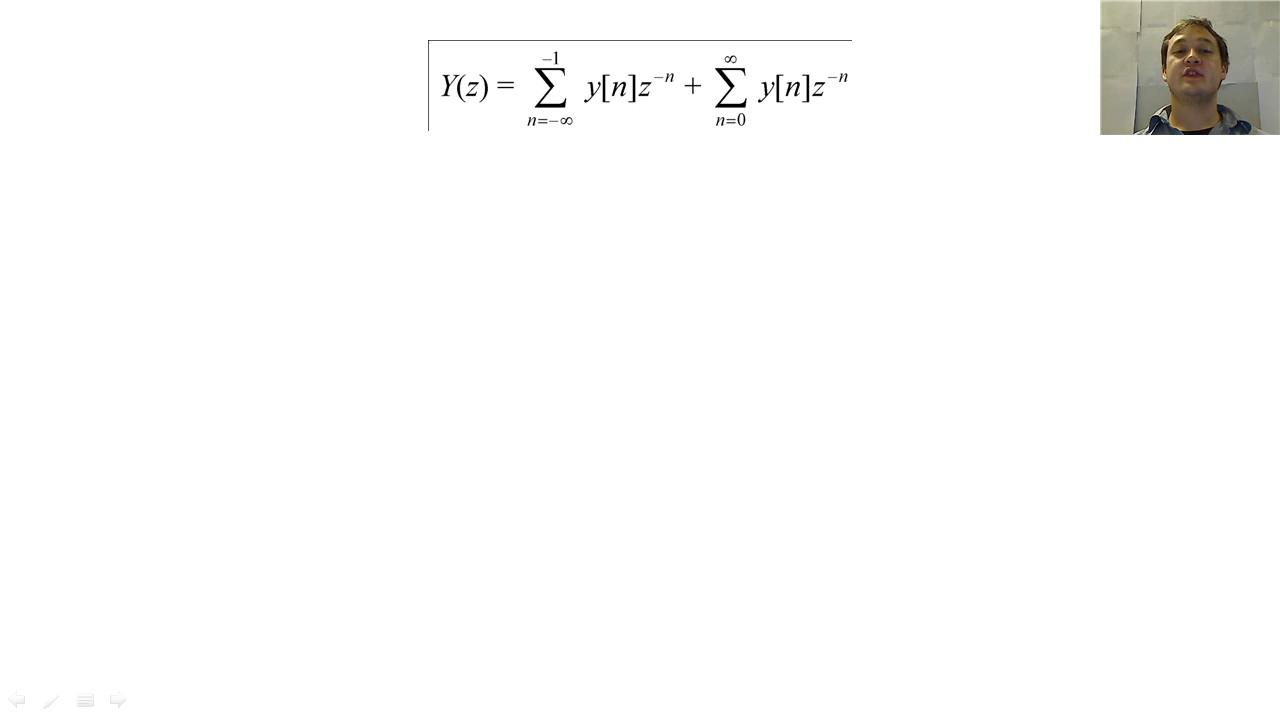 Y(z) = ∑_{n=−∞}^{−1} y[n]z^{−n} + ∑_{n=0}^{∞} y[n]z^{−n}